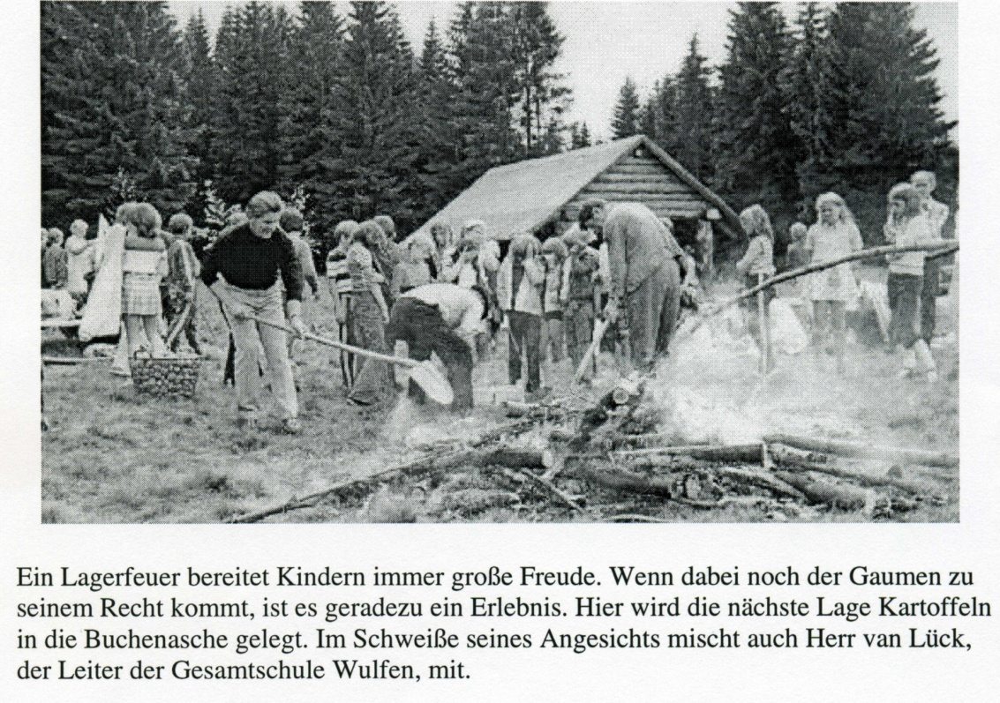 Ein Lagerfeuer bereitet Kindern immer große Freude. Wenn dabei noch der Gaumen zu
seinem Recht kommt, ist es geradezu ein Erlebnis. Hier wird die nächste Lage Kartoffeln
in die Buchenasche gelegt. Im Schweiße seines Angesichts mischt auch Herr van Lück,
der Leiter der Gesamtschule Wulfen, mit.